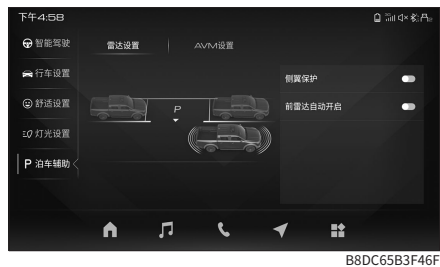 下午4:58
智能驾驶
雷达设置
AVM设置
行车设置
侧翼保护
舒适设置
前雷达自动开启
P
灯光设置
P 泊车辅助
B8DC65B3F46F